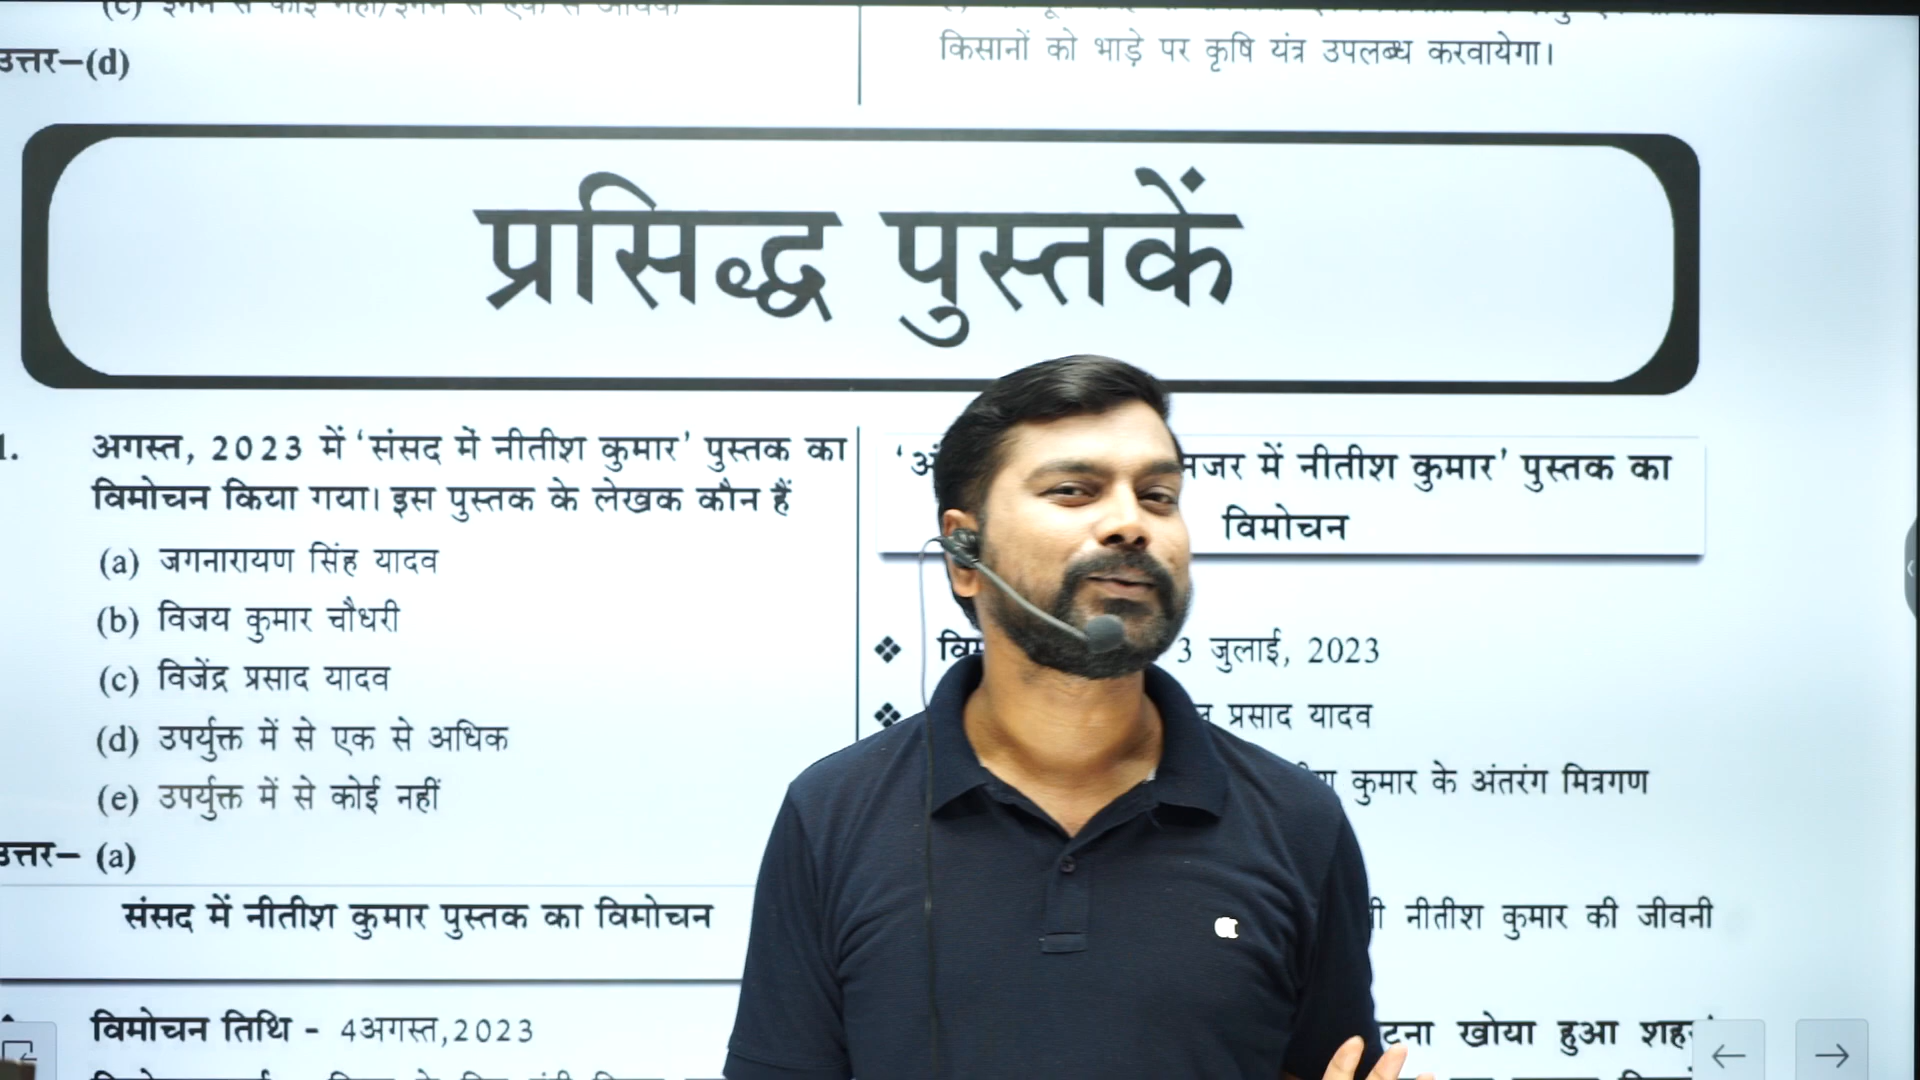 उत्तर–(d)
किसानों को भाड़े पर कृषि यंत्र उपलब्ध करवायेगा।
प्रसिद्ध पुस्तकें
1. अगस्त, 2023 में ‘संसद में नीतीश कुमार’ पुस्तक का
विमोचन किया गया। इस पुस्तक के लेखक कौन हैं
(a) जगनारायण सिंह यादव
(b) विजय कुमार चौधरी
(c) विजेंद्र प्रसाद यादव
(d) उपर्युक्त में से एक से अधिक
(e) उपर्युक्त में से कोई नहीं
उत्तर– (a)
संसद में नीतीश कुमार पुस्तक का विमोचन
विमोचन तिथि - 4अगस्त,2023
नजर में नीतीश कुमार’ पुस्तक का
विमोचन
3 जुलाई, 2023
प्रसाद यादव
कुमार के अंतरंग मित्रगण
नीतीश कुमार की जीवनी
खोया हुआ शहर